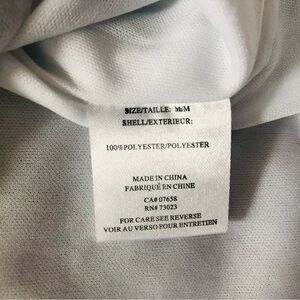 SIZE/TAILLE: M/M
SHELL/EXTERIEUR:
100%POLYESTER/POLYESTER
MADE IN CHINA
FABRIQUÉ EN CHINE
CA# 07658
RN# 73023
FOR CARE SEE REVERSE
VOIR AU VERSO POUR ENTRETIEN